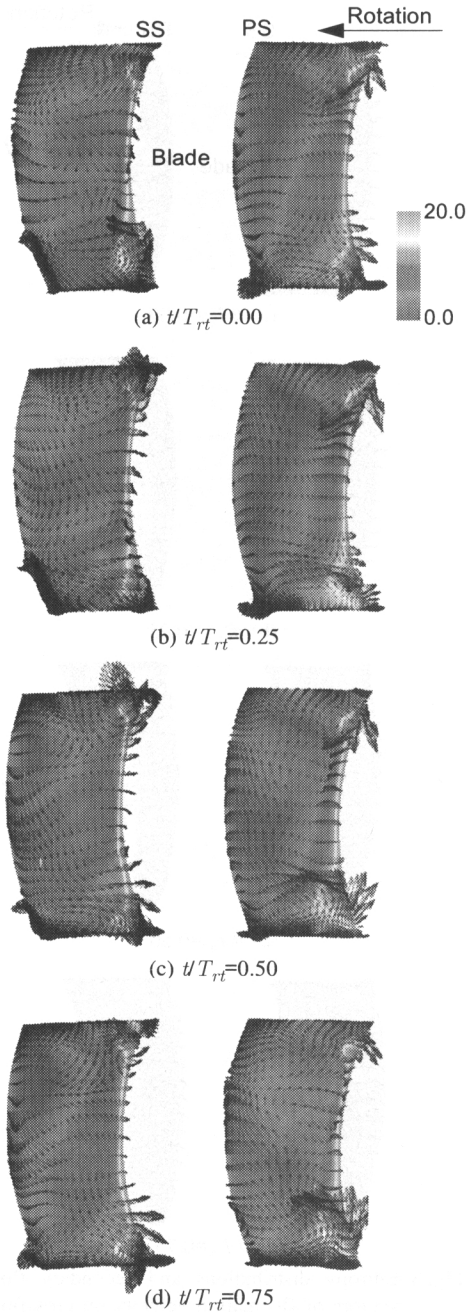 SS
PS
Rotation
Blade
20.0
0.0
(a) t/T_rt=0.00
(b) t/T_rt=0.25
(c) t/T_rt=0.50
(d) t/T_rt=0.75